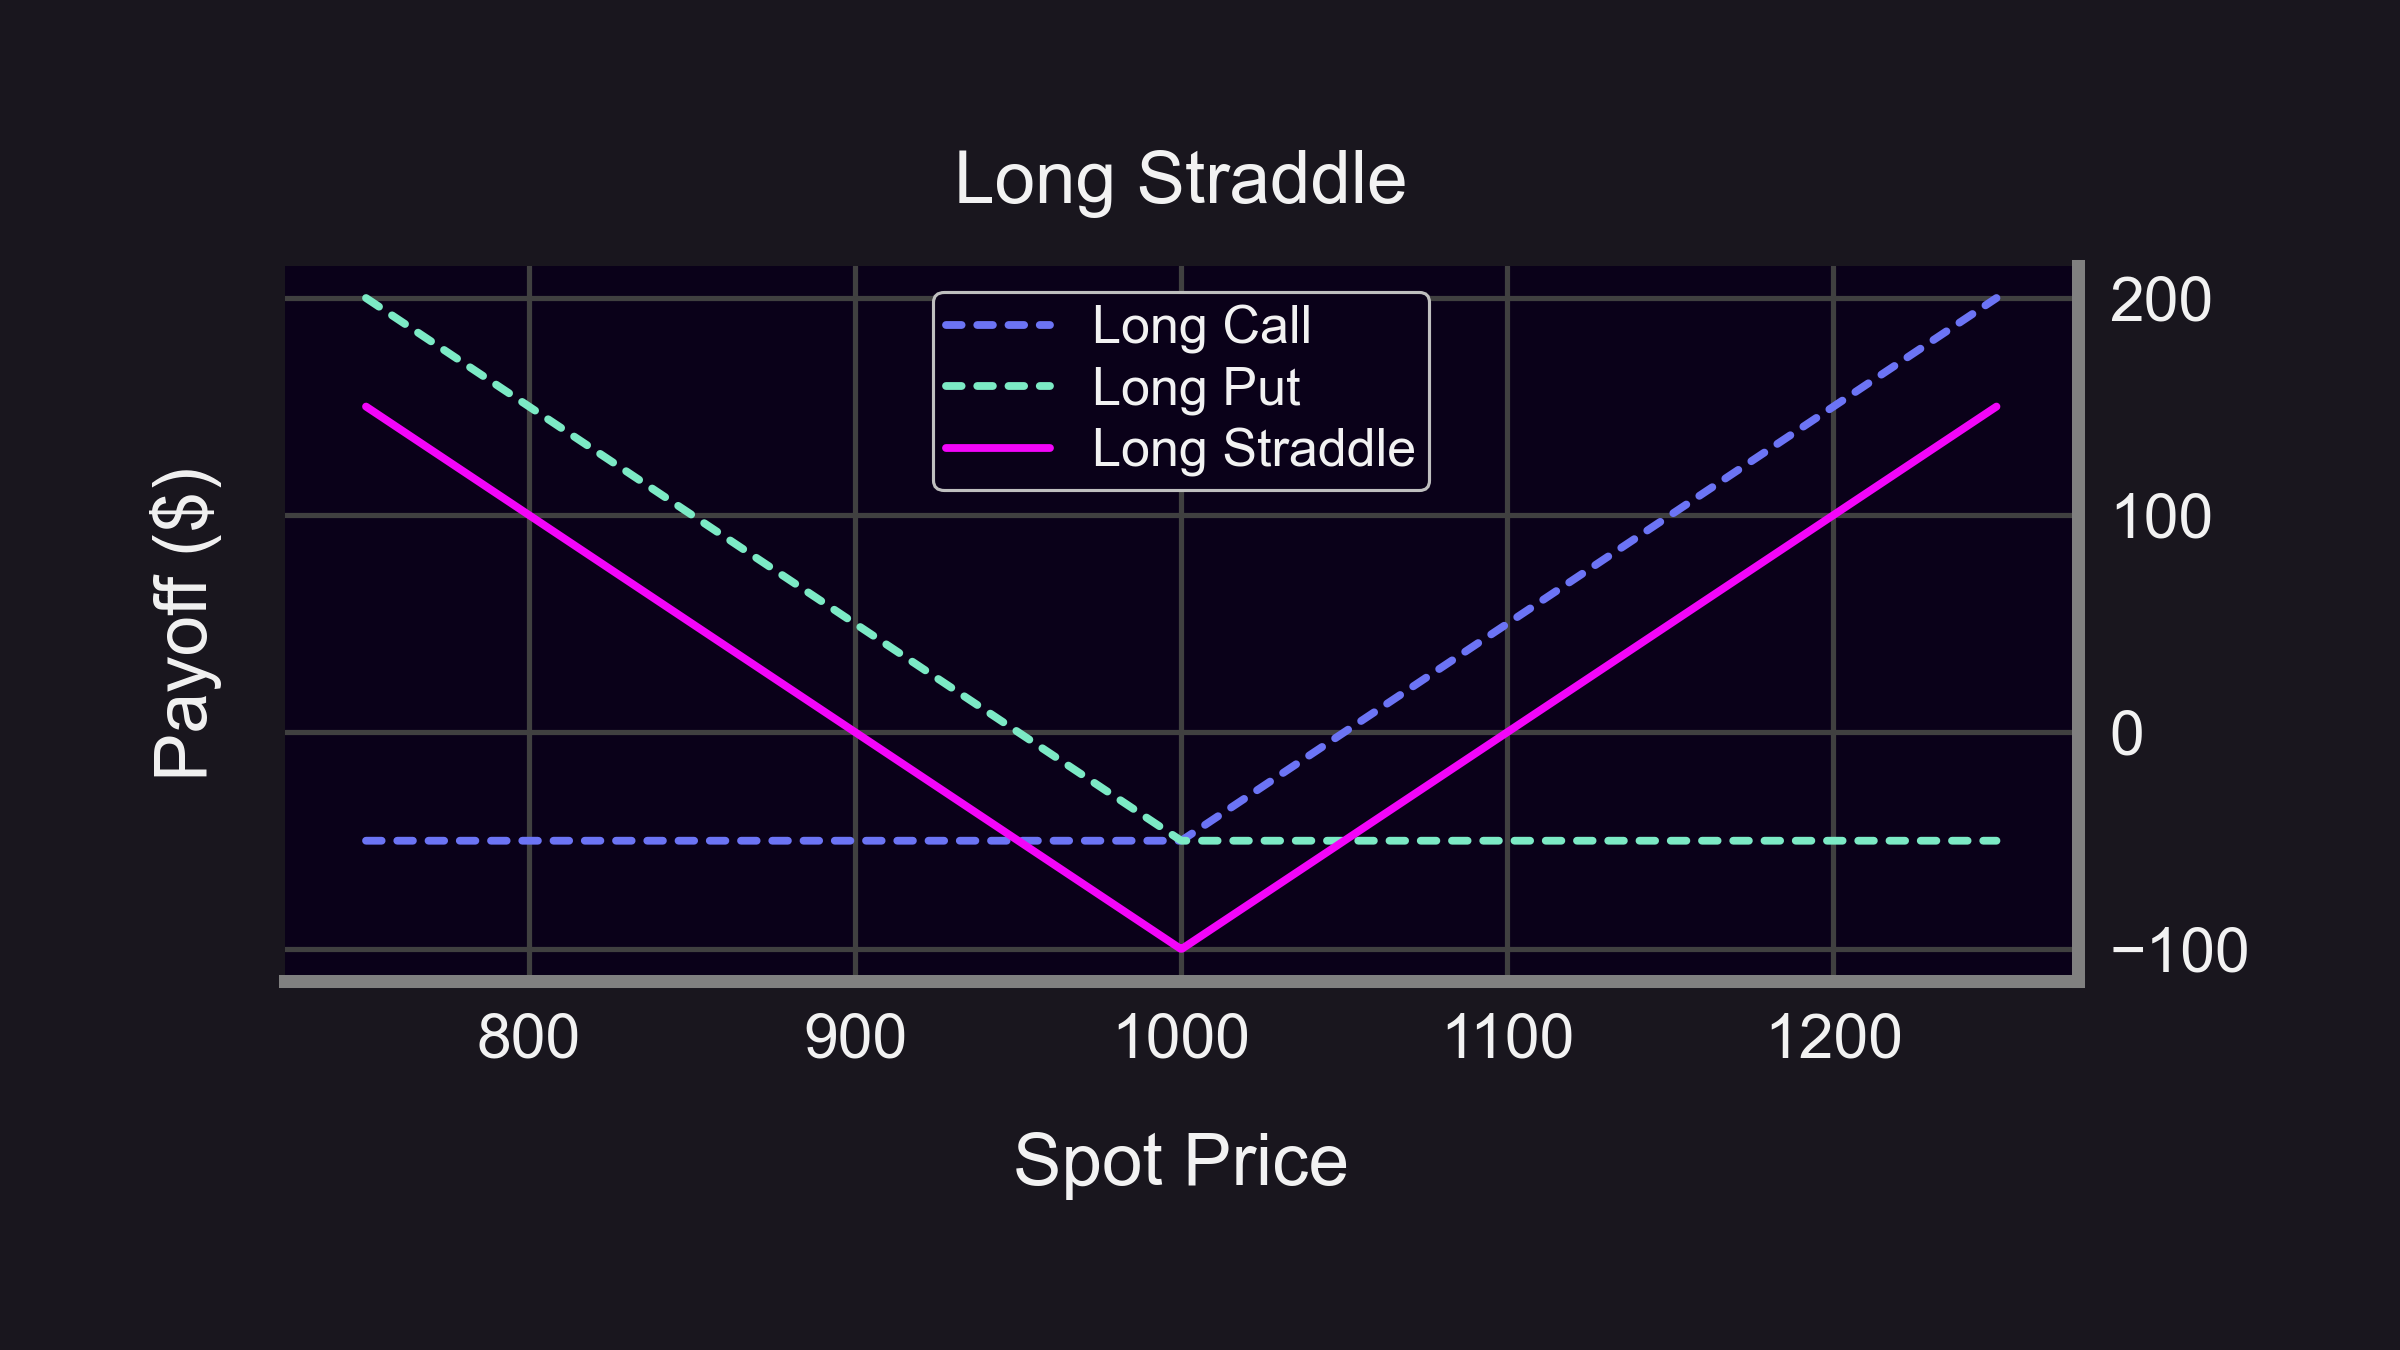 Long Straddle
Long Call
Long Put
Long Straddle
Payoff ($)
200
100
0
−100
800 900 1000 1100 1200
Spot Price